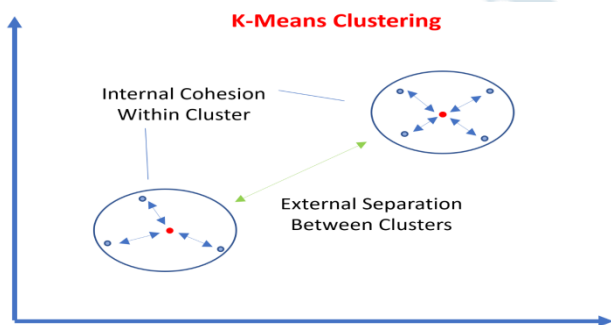 K-Means Clustering
Internal Cohesion
Within Cluster
External Separation
Between Clusters